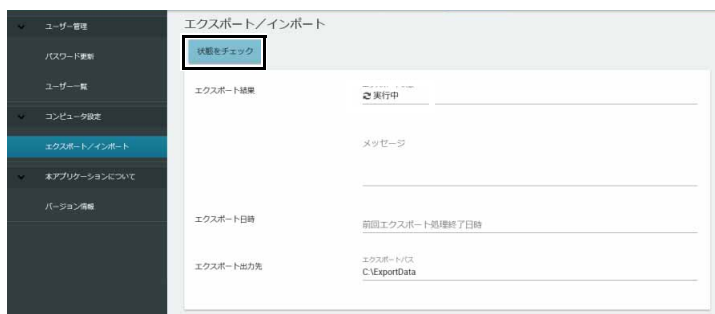 ユーザー管理
パスワード更新
ユーザー一覧
コンピュータ設定
エクスポート／インポート
本アプリケーションについて
バージョン情報
エクスポート／インポート
状態をチェック
エクスポート結果
実行中
メッセージ
エクスポート日時
前回エクスポート処理終了日時
エクスポート出力先
エクスポートパス
C:\ExportData